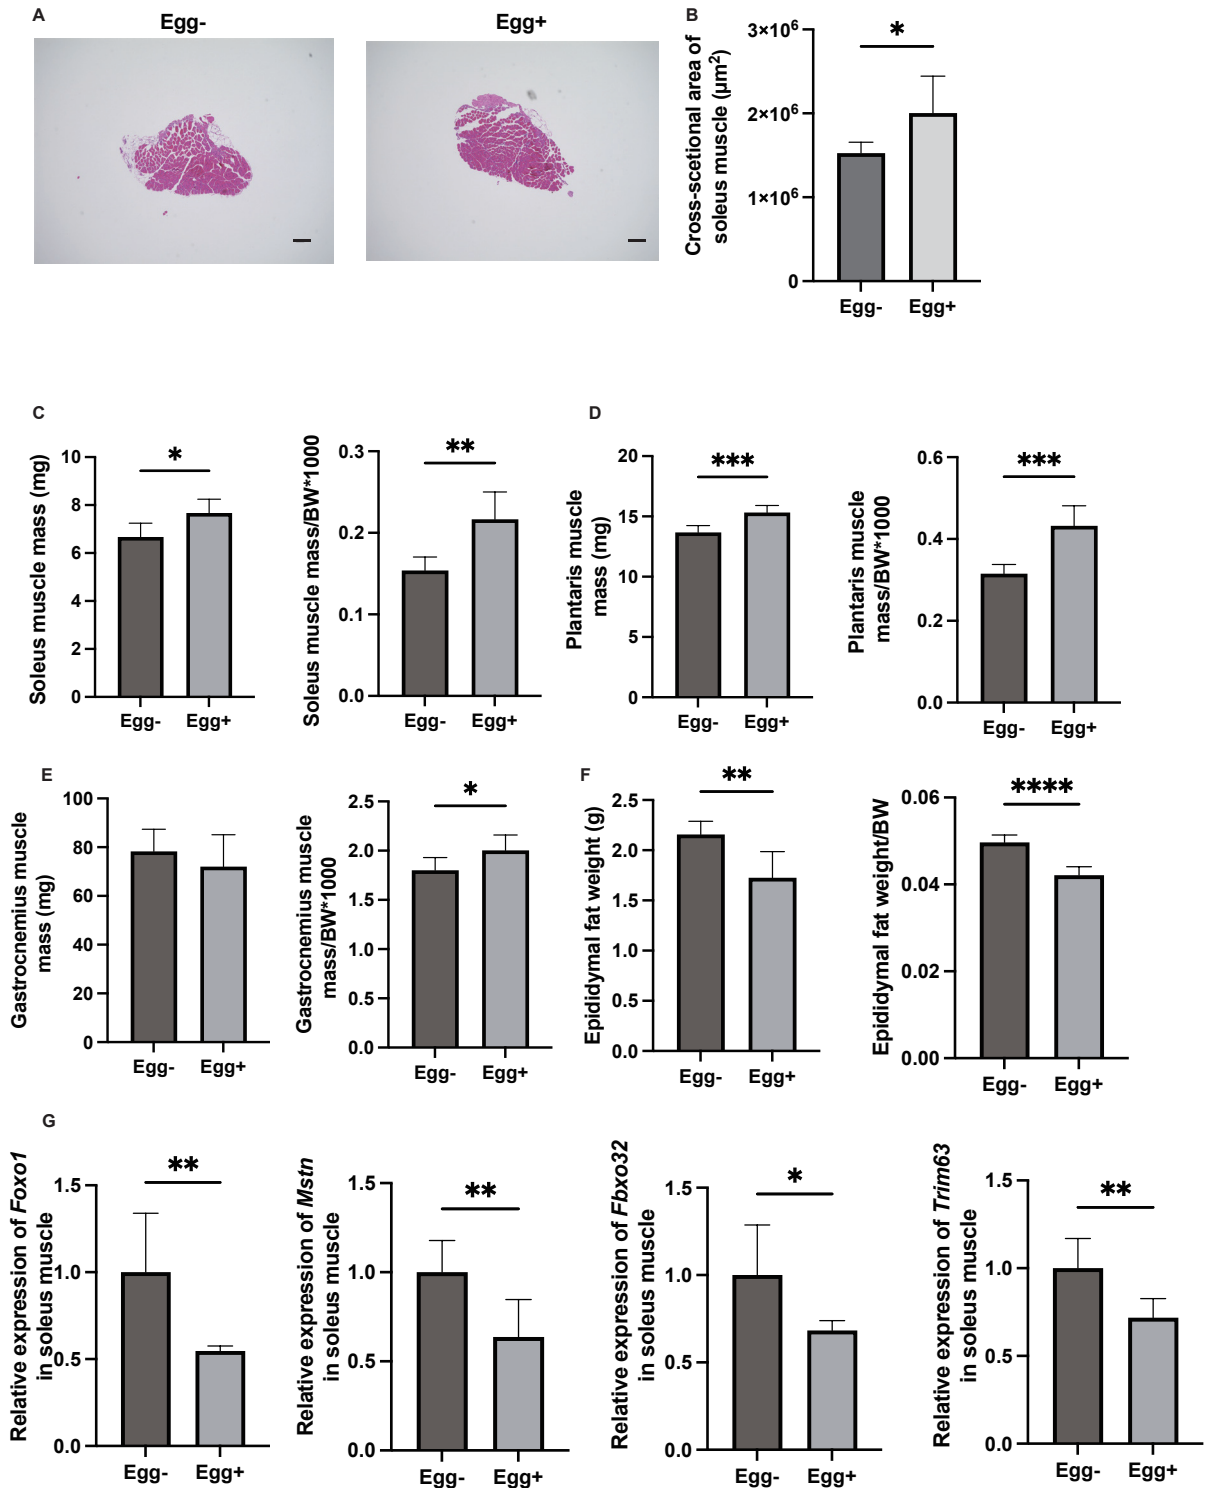 A
Egg-
Egg+
B
Cross-scetional area of
soleus muscle (µm²)
3×10⁶
2×10⁶
1×10⁶
0
*
Egg-
Egg+
C
Soleus muscle mass (mg)
10
8
6
4
2
0
*
Egg-
Egg+
Soleus muscle mass/BW*1000
0.3
0.2
0.1
0.0
**
Egg-
Egg+
D
Plantaris muscle
mass (mg)
20
15
10
5
0
***
Egg-
Egg+
Plantaris muscle
mass/BW*1000
0.6
0.4
0.2
0.0
***
Egg-
Egg+
E
Gastrocnemius muscle
mass (mg)
100
80
60
40
20
0
Egg-
Egg+
Gastrocnemius muscle
mass/BW*1000
2.5
2.0
1.5
1.0
0.5
0.0
*
Egg-
Egg+
F
Epididymal fat weight (g)
2.5
2.0
1.5
1.0
0.5
0.0
**
Egg-
Egg+
Epididymal fat weight/BW
0.06
0.04
0.02
0.00
****
Egg-
Egg+
G
Relative expression of Foxo1
in soleus muscle
1.5
1.0
0.5
0.0
**
Egg-
Egg+
Relative expression of Mstn
in soleus muscle
1.5
1.0
0.5
0.0
**
Egg-
Egg+
Relative expression of Fbxo32
in soleus muscle
1.5
1.0
0.5
0.0
*
Egg-
Egg+
Relative expression of Trim63
in soleus muscle
1.5
1.0
0.5
0.0
**
Egg-
Egg+